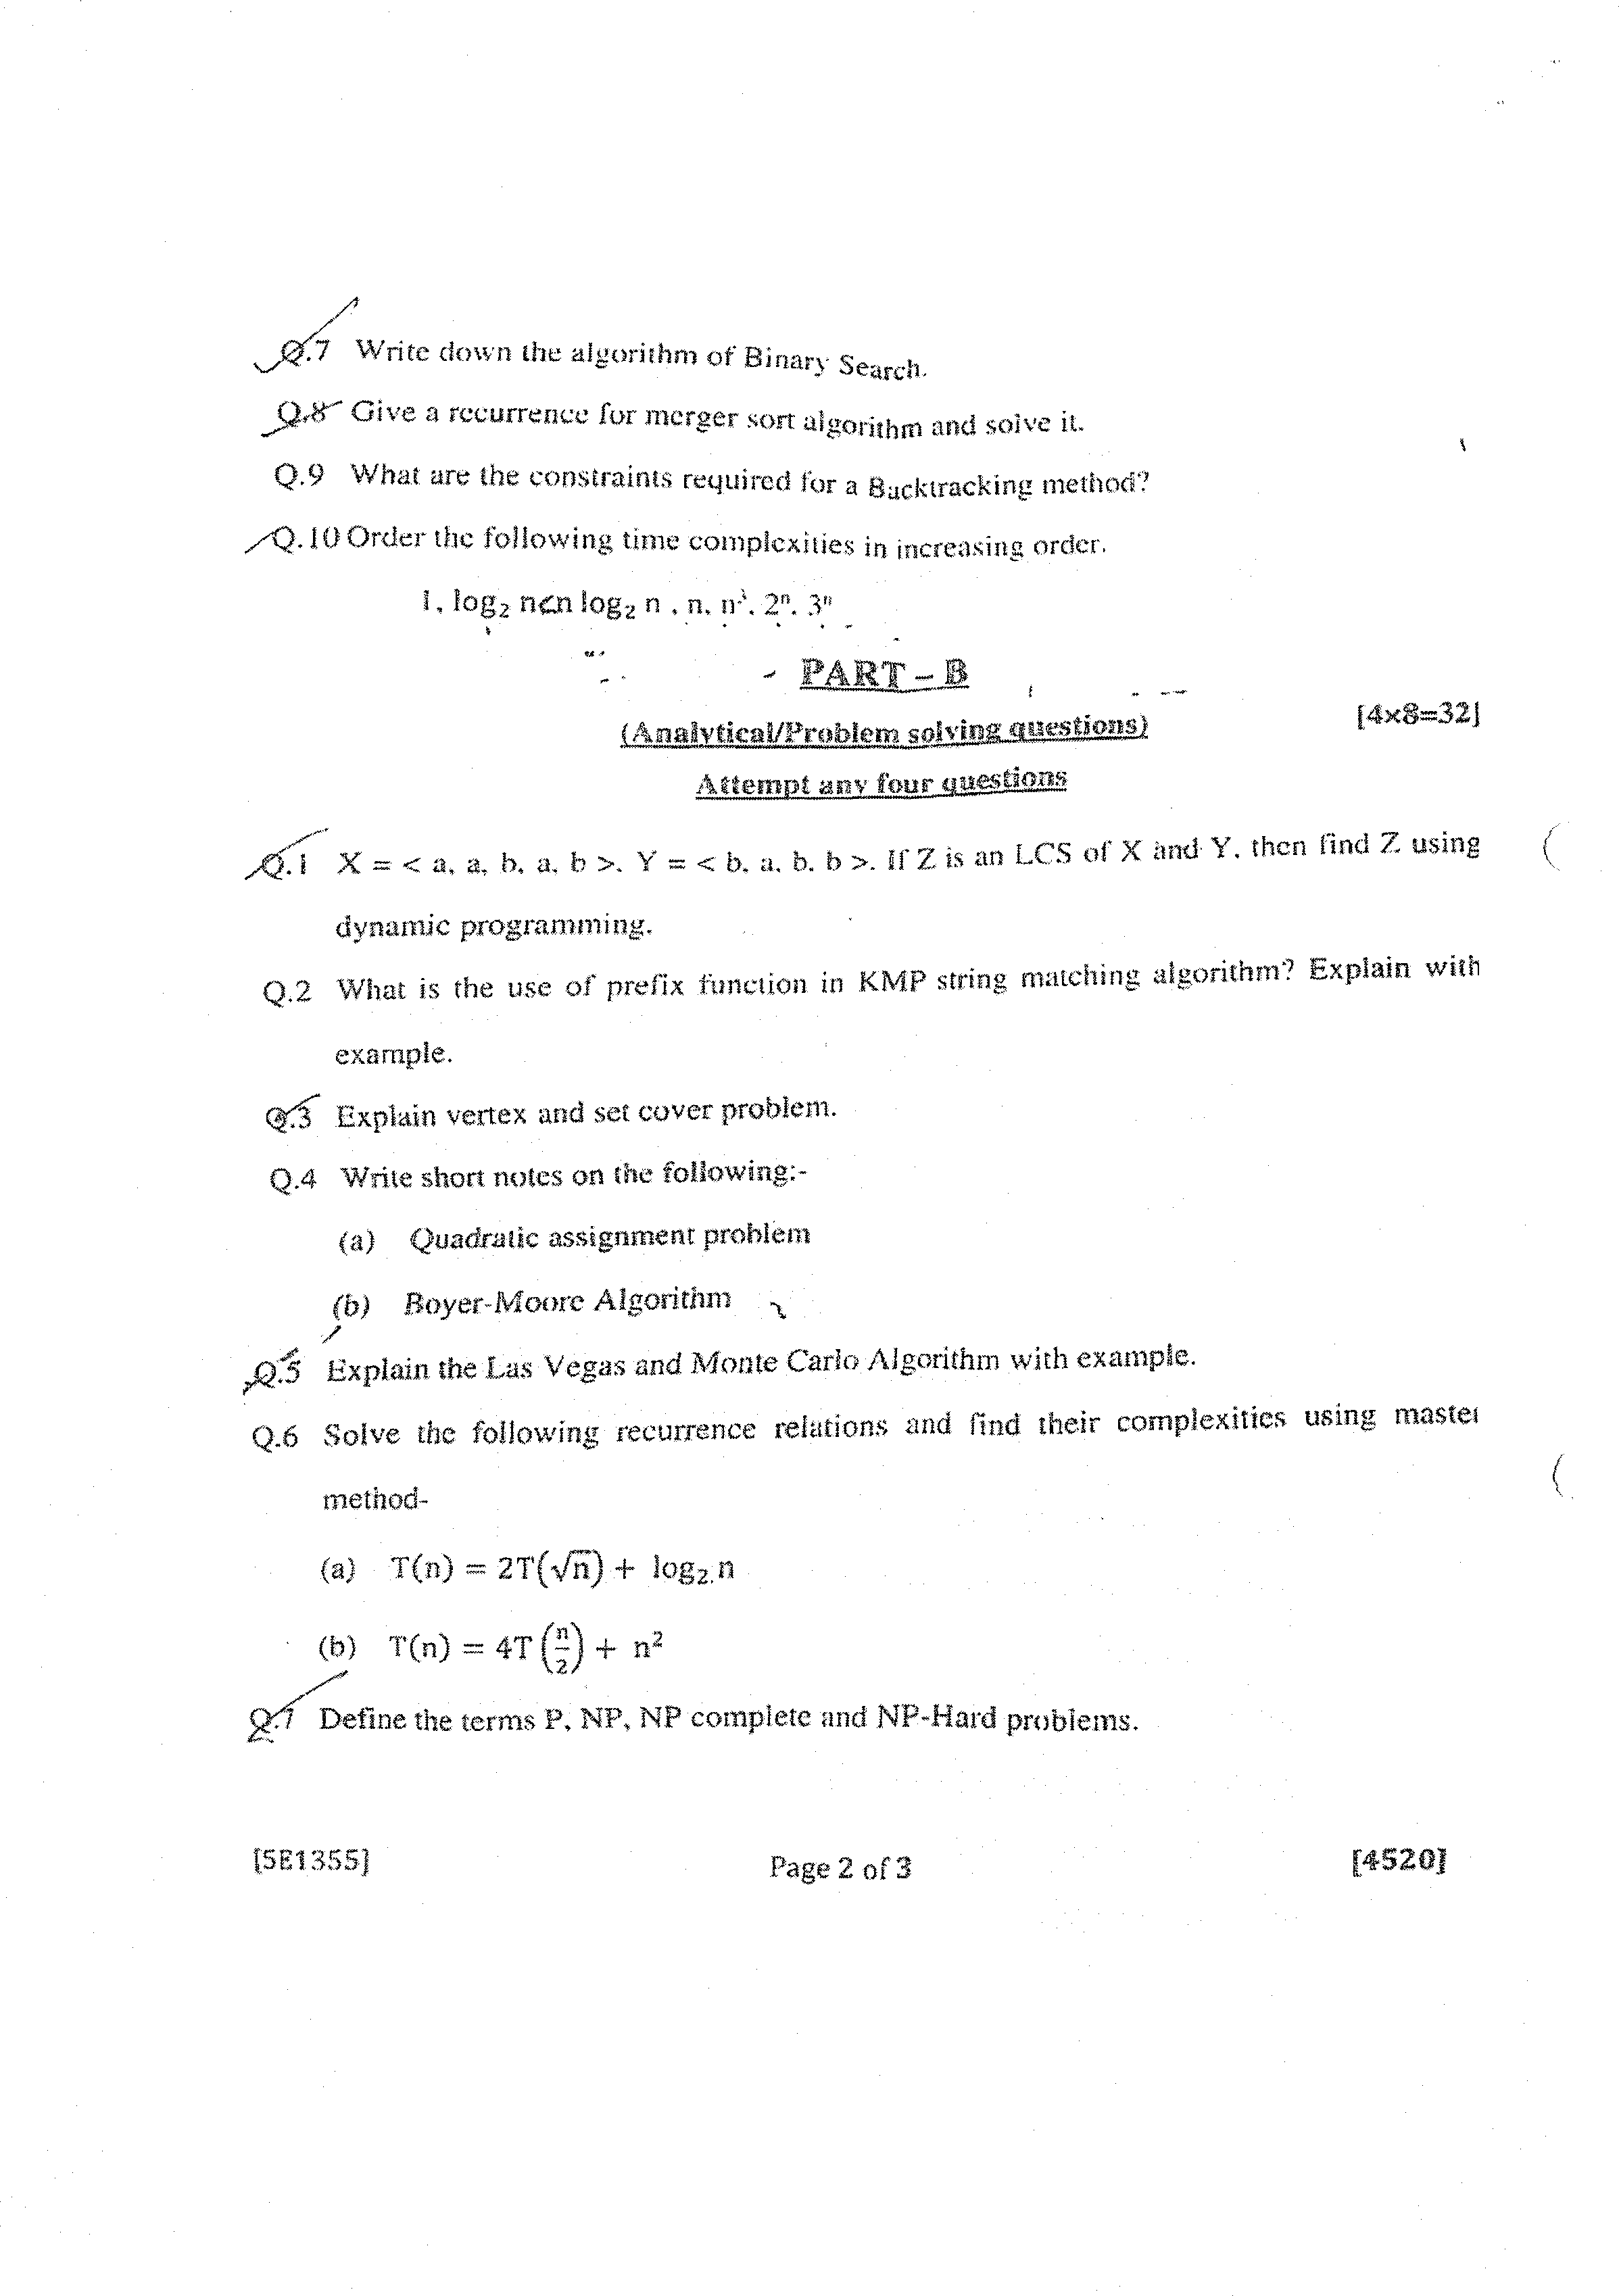 Q.7 Write down the algorithm of Binary Search.
Q.8 Give a recurrence for merger sort algorithm and solve it.
Q.9 What are the constraints required for a Backtracking method?
Q.10 Order the following time complexities in increasing order.
1, log₂ n n log₂ n , n, 2ⁿ, 3ⁿ
PART – B
[4x8=32]
(Analytical/Problem solving questions)
Attempt any four questions
Q.1 X = < a, a, b, a, b >. Y = < b, a, b, b >. If Z is an LCS of X and Y, then find Z using
dynamic programming.
Q.2 What is the use of prefix function in KMP string matching algorithm? Explain with
example.
Q.3 Explain vertex and set cover problem.
Q.4 Write short notes on the following:-
(a) Quadratic assignment problem
(b) Boyer-Moore Algorithm
Q.5 Explain the Las Vegas and Monte Carlo Algorithm with example.
Q.6 Solve the following recurrence relations and find their complexities using master
method-
(a) T(n) = 2T(√n) + log₂ n
(b) T(n) = 4T(n/2) + n²
Q.7 Define the terms P, NP, NP complete and NP-Hard problems.
[5E1355] Page 2 of 3 [4520]